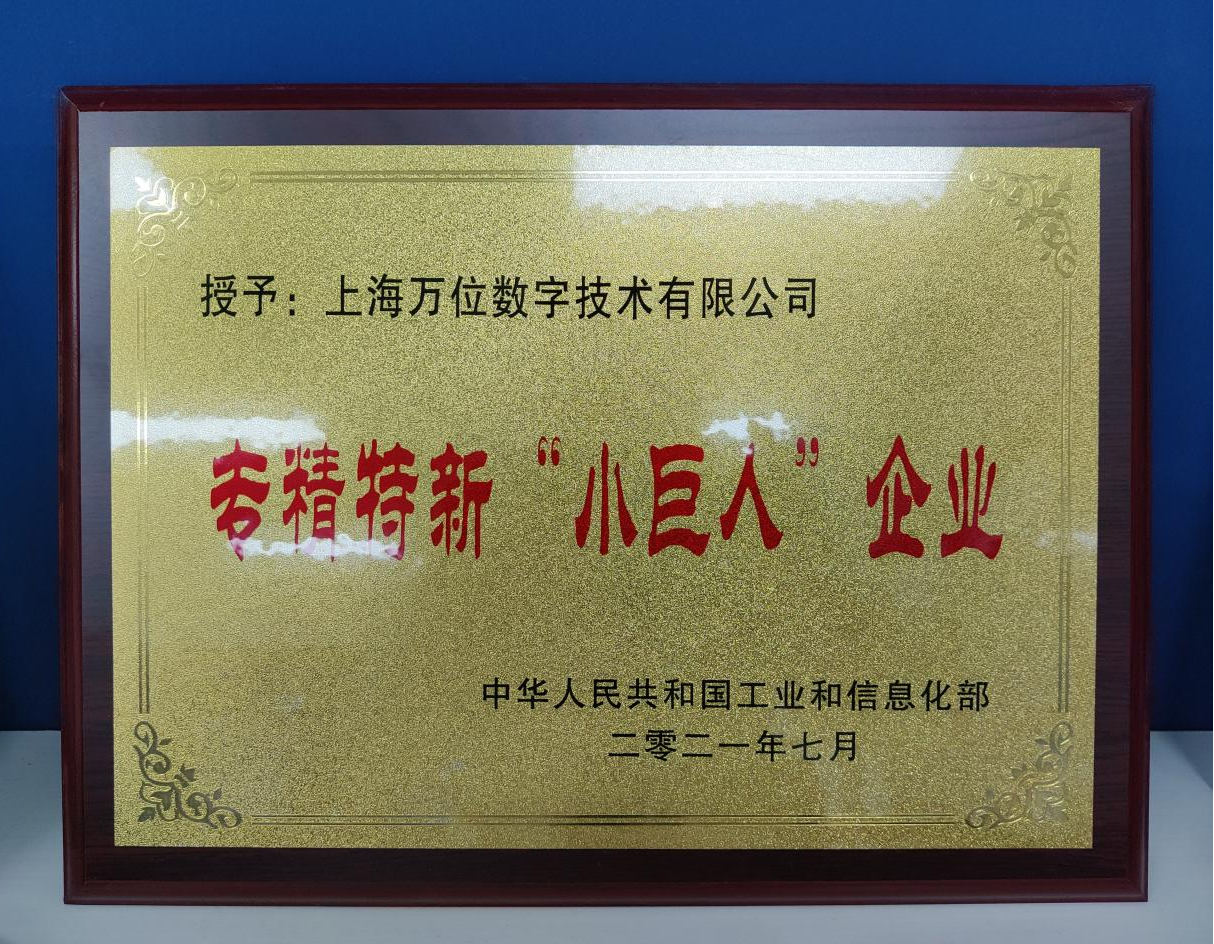 授予：上海万位数字技术有限公司
专精特新“小巨人”企业
中华人民共和国工业和信息化部
二零二一年七月